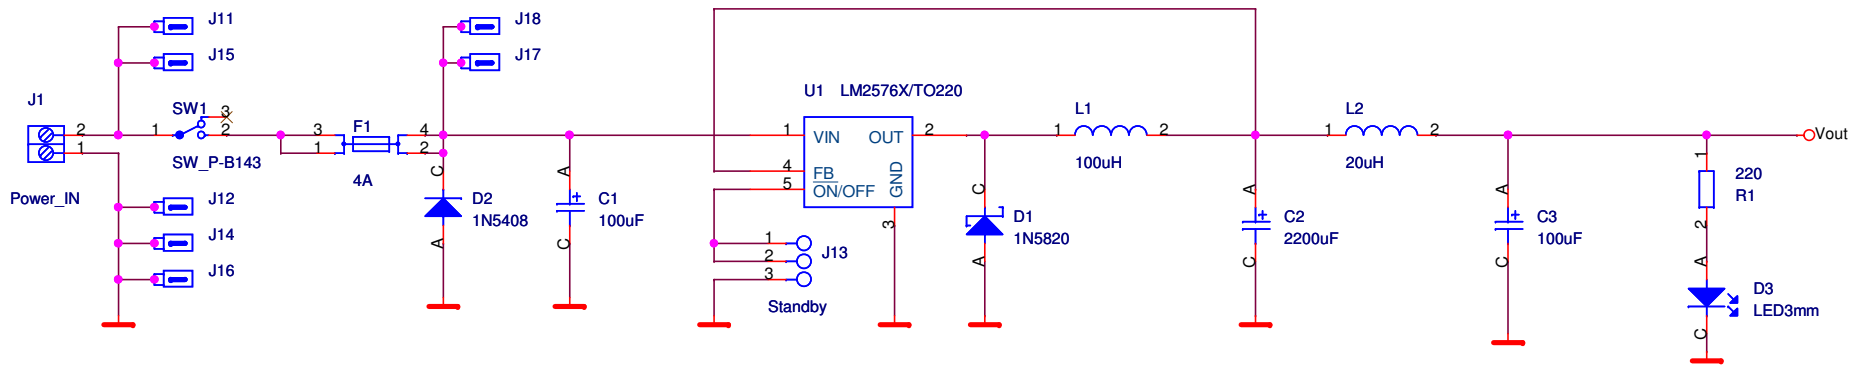 J11
J18
J15
J17
J1
2
1
Power_IN
SW1
1
3
2
SW_P-B143
J12
J14
J16
F1
3
1
4
2
4A
C
D2
1N5408
A
A
C1
100uF
C
U1 LM2576X/TO220
1
VIN
OUT
2
4
FB
5
ON/OFF
GND
3
1
2
3
J13
Standby
C
D1
1N5820
A
L1
1
2
100uH
A
C2
2200uF
C
L2
1
2
20uH
A
C3
100uF
C
Vout
1
220
R1
2
A
D3
LED3mm
C